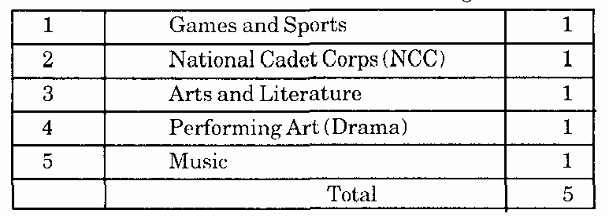 1 Games and Sports 1
2 National Cadet Corps (NCC) 1
3 Arts and Literature 1
4 Performing Art (Drama) 1
5 Music 1
Total 5